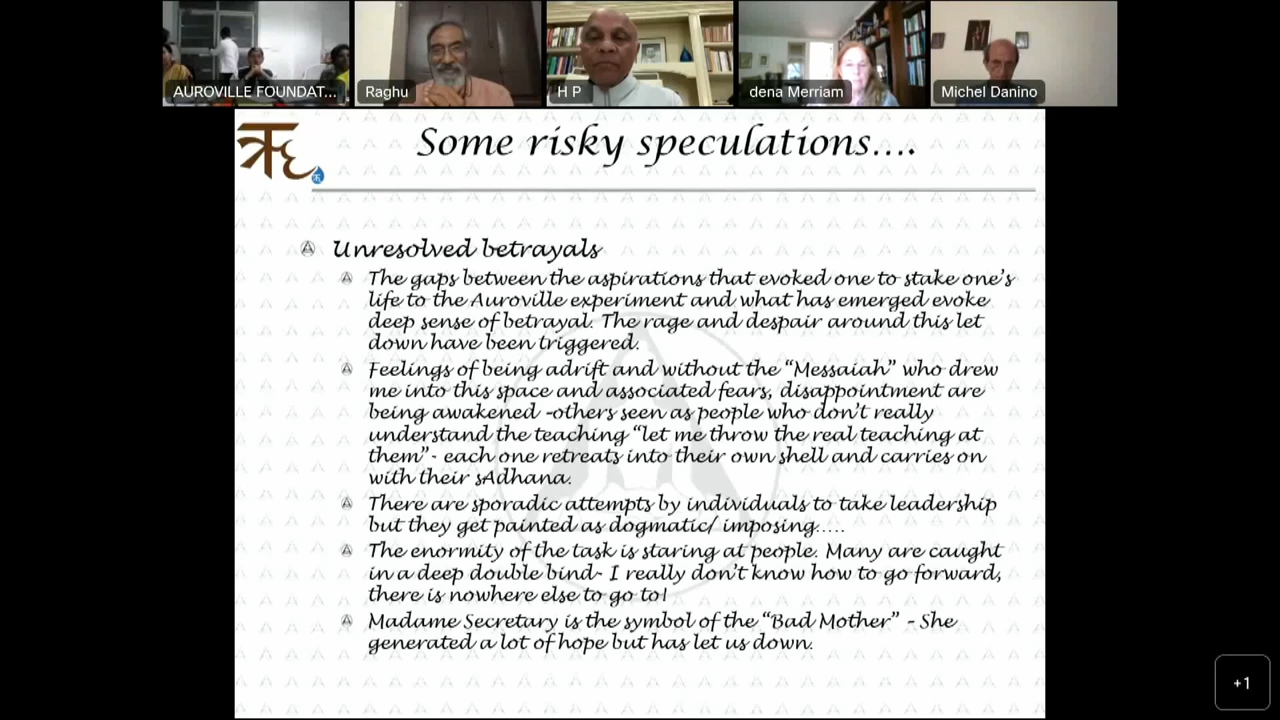 AUROVILLE FOUNDAT...
Raghu
H P
dena Merriam
Michel Danino
Some risky speculations....
Unresolved betrayals
The gaps between the aspirations that evoked one to stake one's
life to the Auroville experiment and what has emerged evoke
deep sense of betrayal. The rage and despair around this let
down have been triggered.
Feelings of being adrift and without the "Messaiah" who drew
me into this space and associated fears, disappointment are
being awakened -others seen as people who don't really
understand the teaching "let me throw the real teaching at
them"- each one retreats into their own shell and carries on
with their sAdhana.
There are sporadic attempts by individuals to take leadership
but they get painted as dogmatic/ imposing.....
The enormity of the task is staring at people. Many are caught
in a deep double bind- I really don't know how to go forward,
there is nowhere else to go to!
Madame Secretary is the symbol of the "Bad Mother" - She
generated a lot of hope but has let us down.
+1